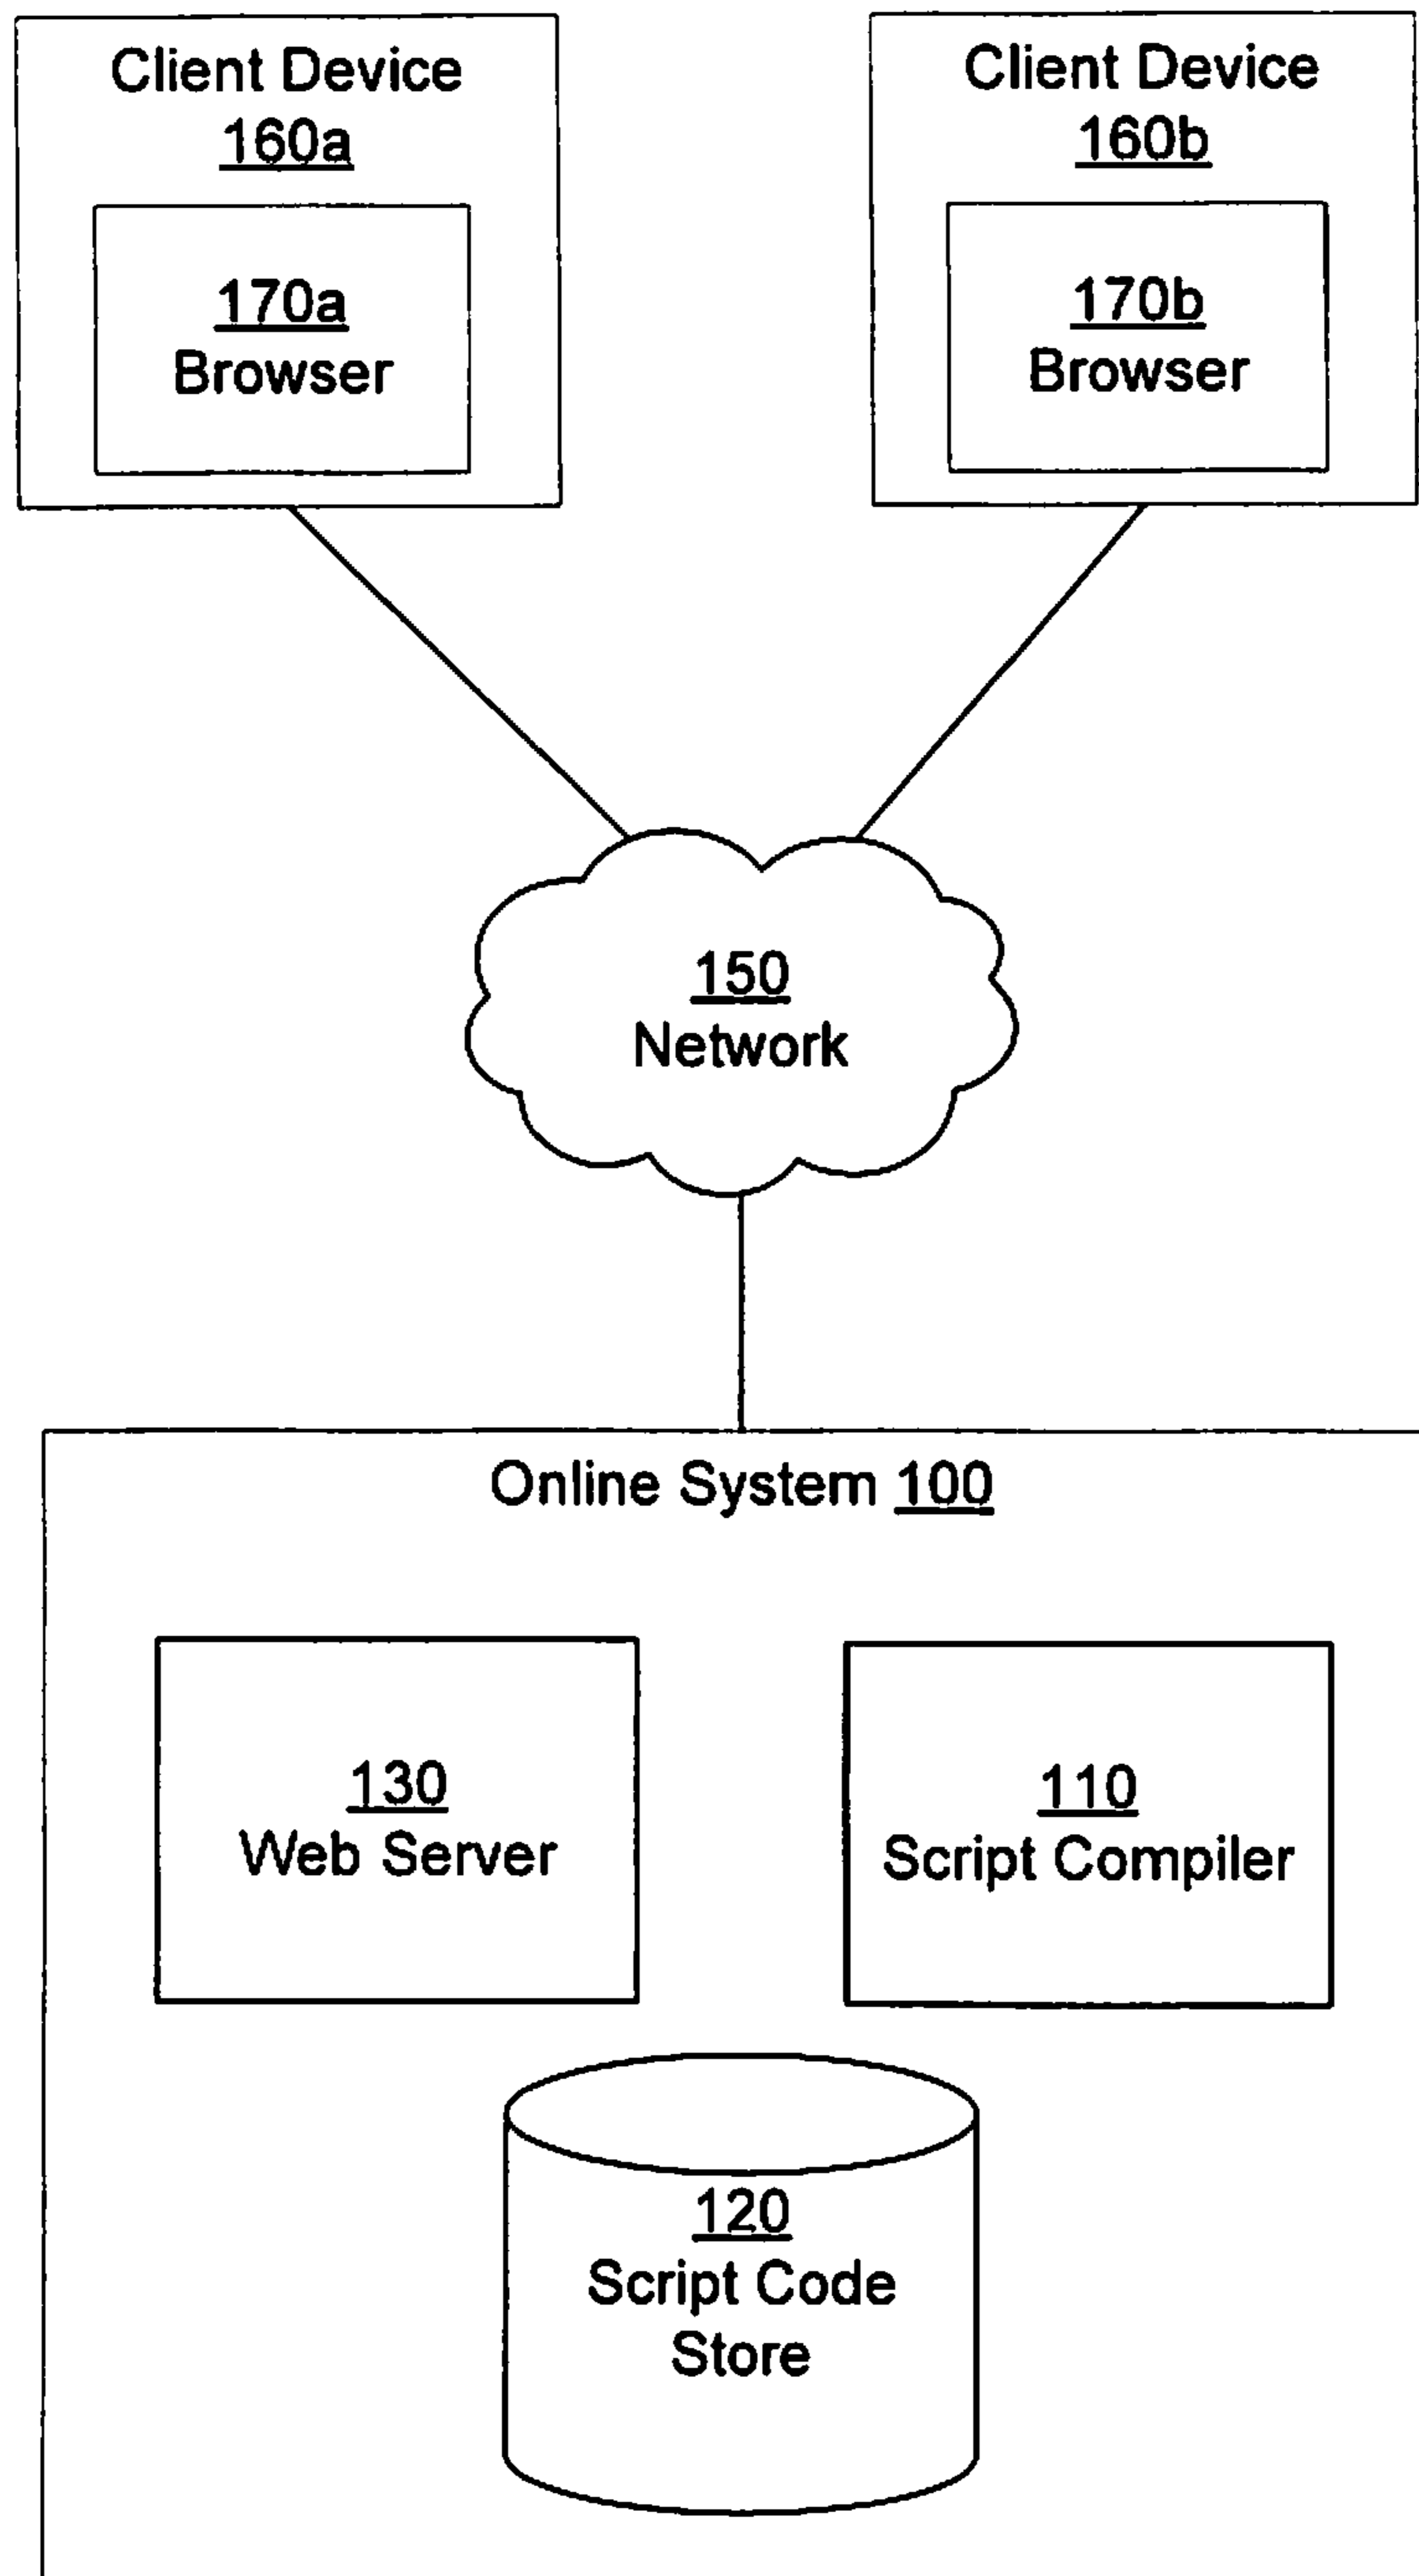 Client Device
160a
170a
Browser
Client Device
160b
170b
Browser
150
Network
Online System 100
130
Web Server
110
Script Compiler
120
Script Code
Store